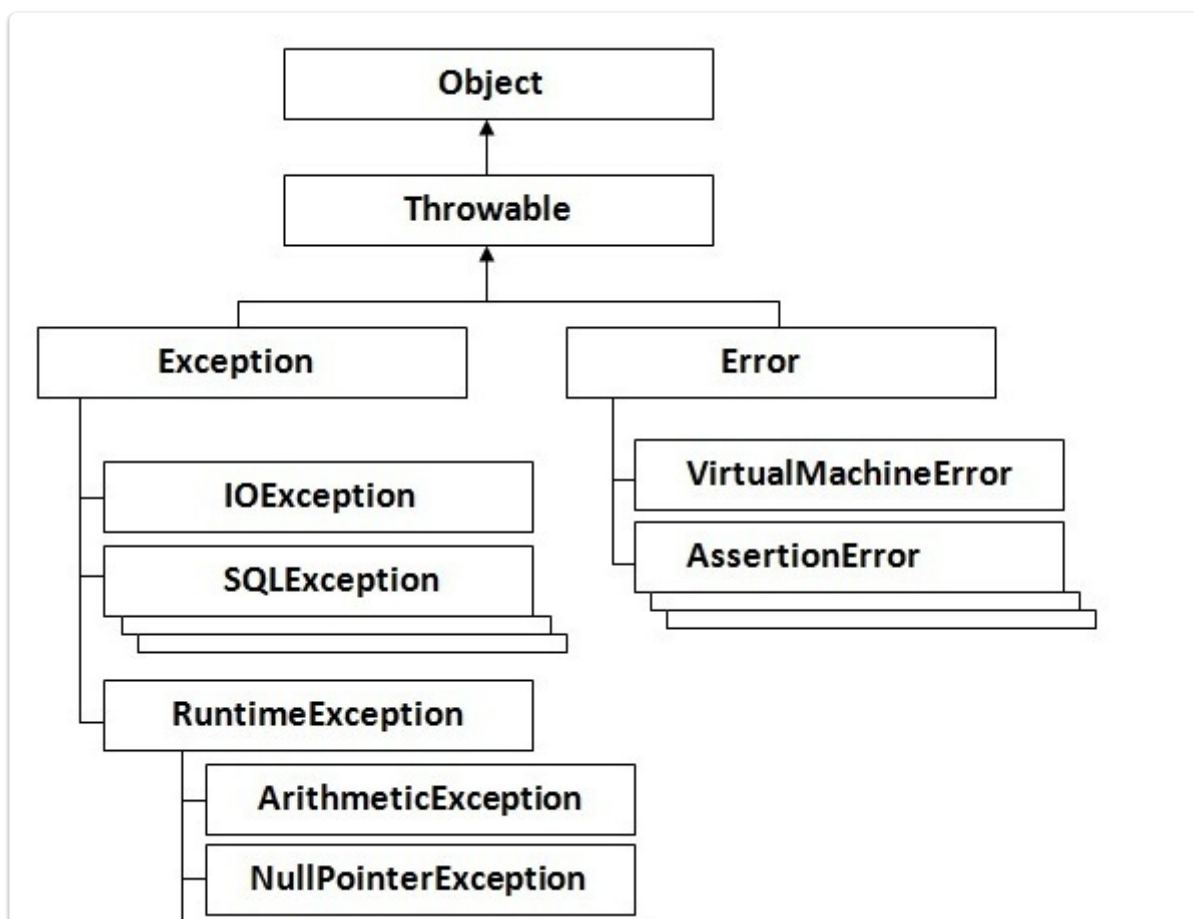 Object
Throwable
Exception
Error
IOException
SQLException
RuntimeException
ArithmeticException
NullPointerException
VirtualMachineError
AssertionError